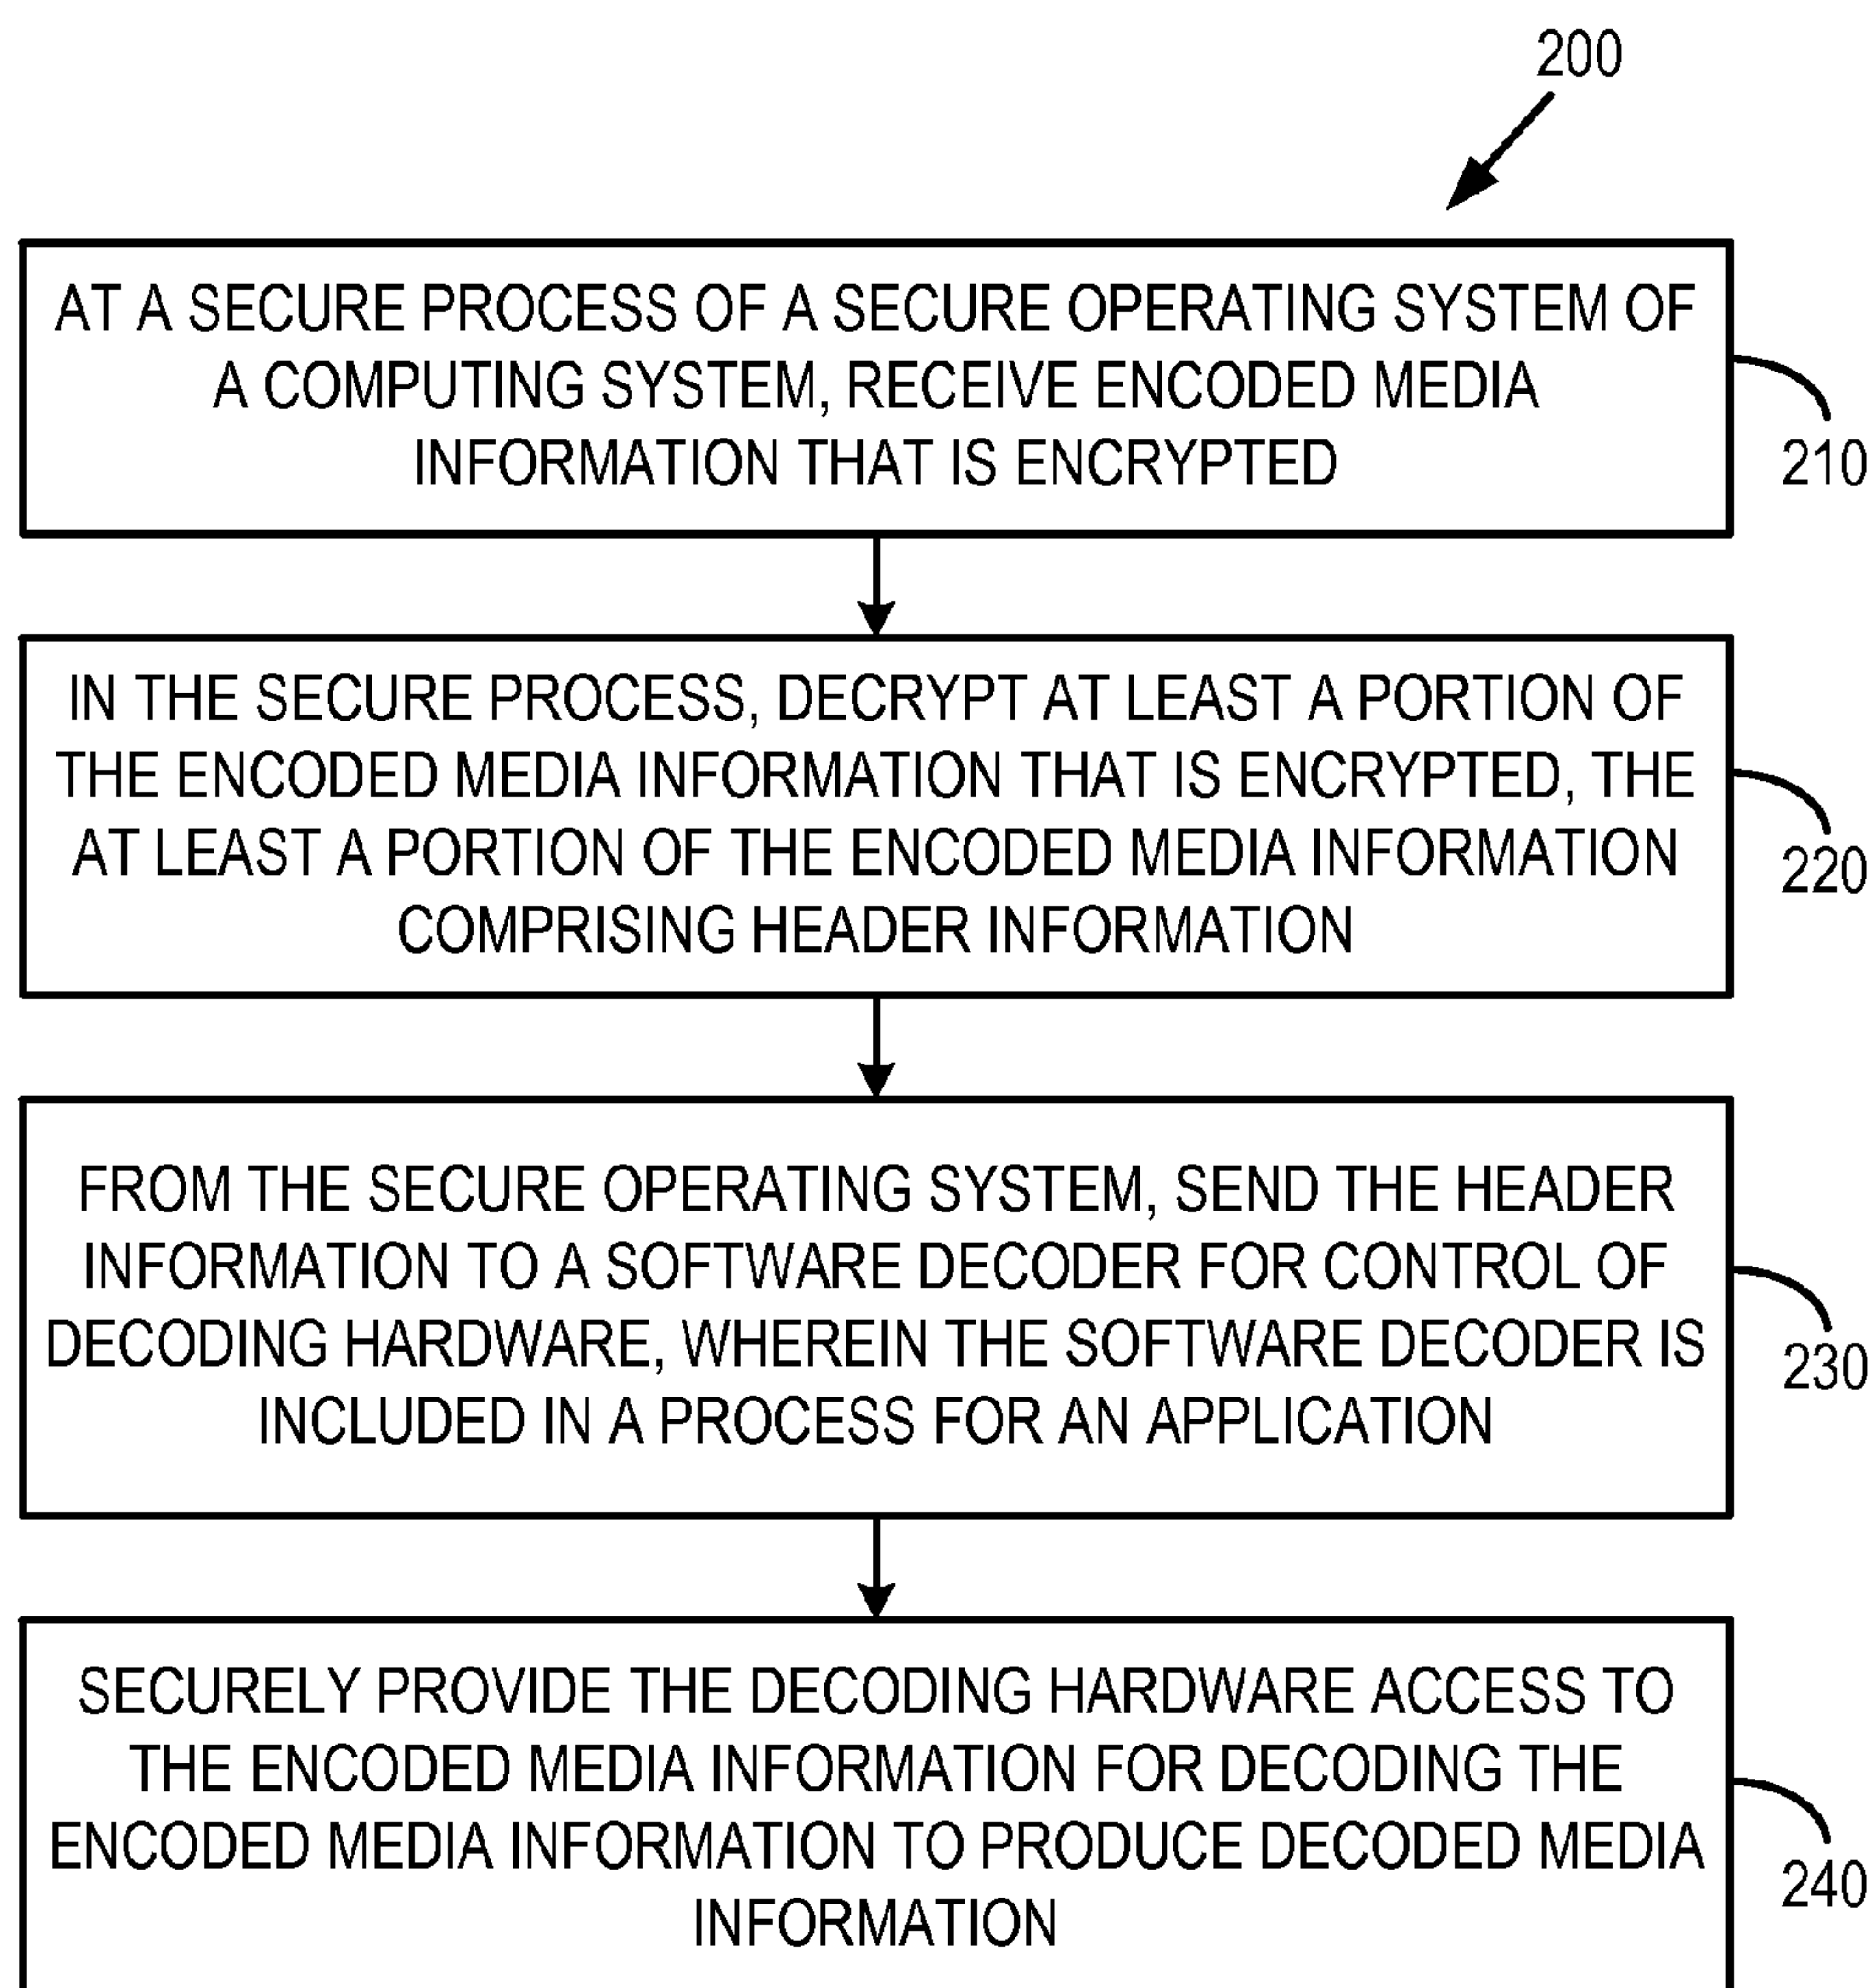 200
AT A SECURE PROCESS OF A SECURE OPERATING SYSTEM OF
A COMPUTING SYSTEM, RECEIVE ENCODED MEDIA
INFORMATION THAT IS ENCRYPTED
210
IN THE SECURE PROCESS, DECRYPT AT LEAST A PORTION OF
THE ENCODED MEDIA INFORMATION THAT IS ENCRYPTED, THE
AT LEAST A PORTION OF THE ENCODED MEDIA INFORMATION
COMPRISING HEADER INFORMATION
220
FROM THE SECURE OPERATING SYSTEM, SEND THE HEADER
INFORMATION TO A SOFTWARE DECODER FOR CONTROL OF
DECODING HARDWARE, WHEREIN THE SOFTWARE DECODER IS
INCLUDED IN A PROCESS FOR AN APPLICATION
230
SECURELY PROVIDE THE DECODING HARDWARE ACCESS TO
THE ENCODED MEDIA INFORMATION FOR DECODING THE
ENCODED MEDIA INFORMATION TO PRODUCE DECODED MEDIA
INFORMATION
240